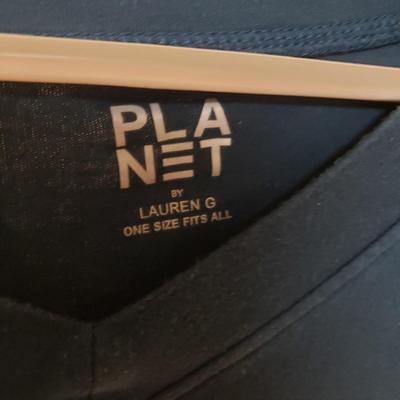 PLA
NET
BY
LAUREN G
ONE SIZE FITS ALL